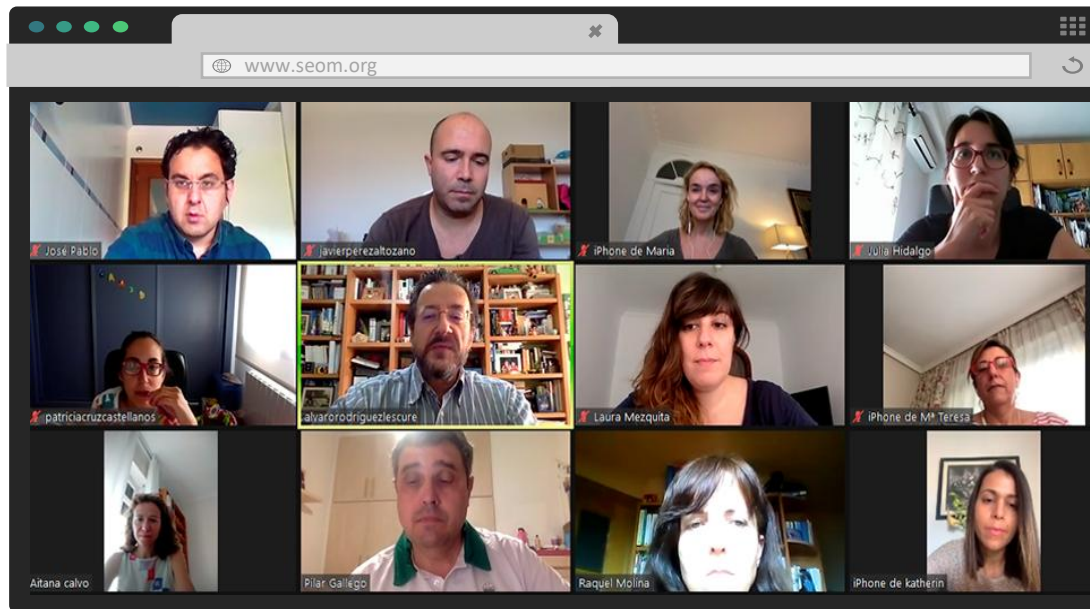 www.seom.org
José Pablo
javierperezaltozano
iPhone de Maria
Julia Hidalgo
patriciacruzcastellanos
alvarorodriguezlescure
Laura Mezquita
iPhone de Mª Teresa
Aitana calvo
Pilar Gallego
Raquel Molina
iPhone de katherin